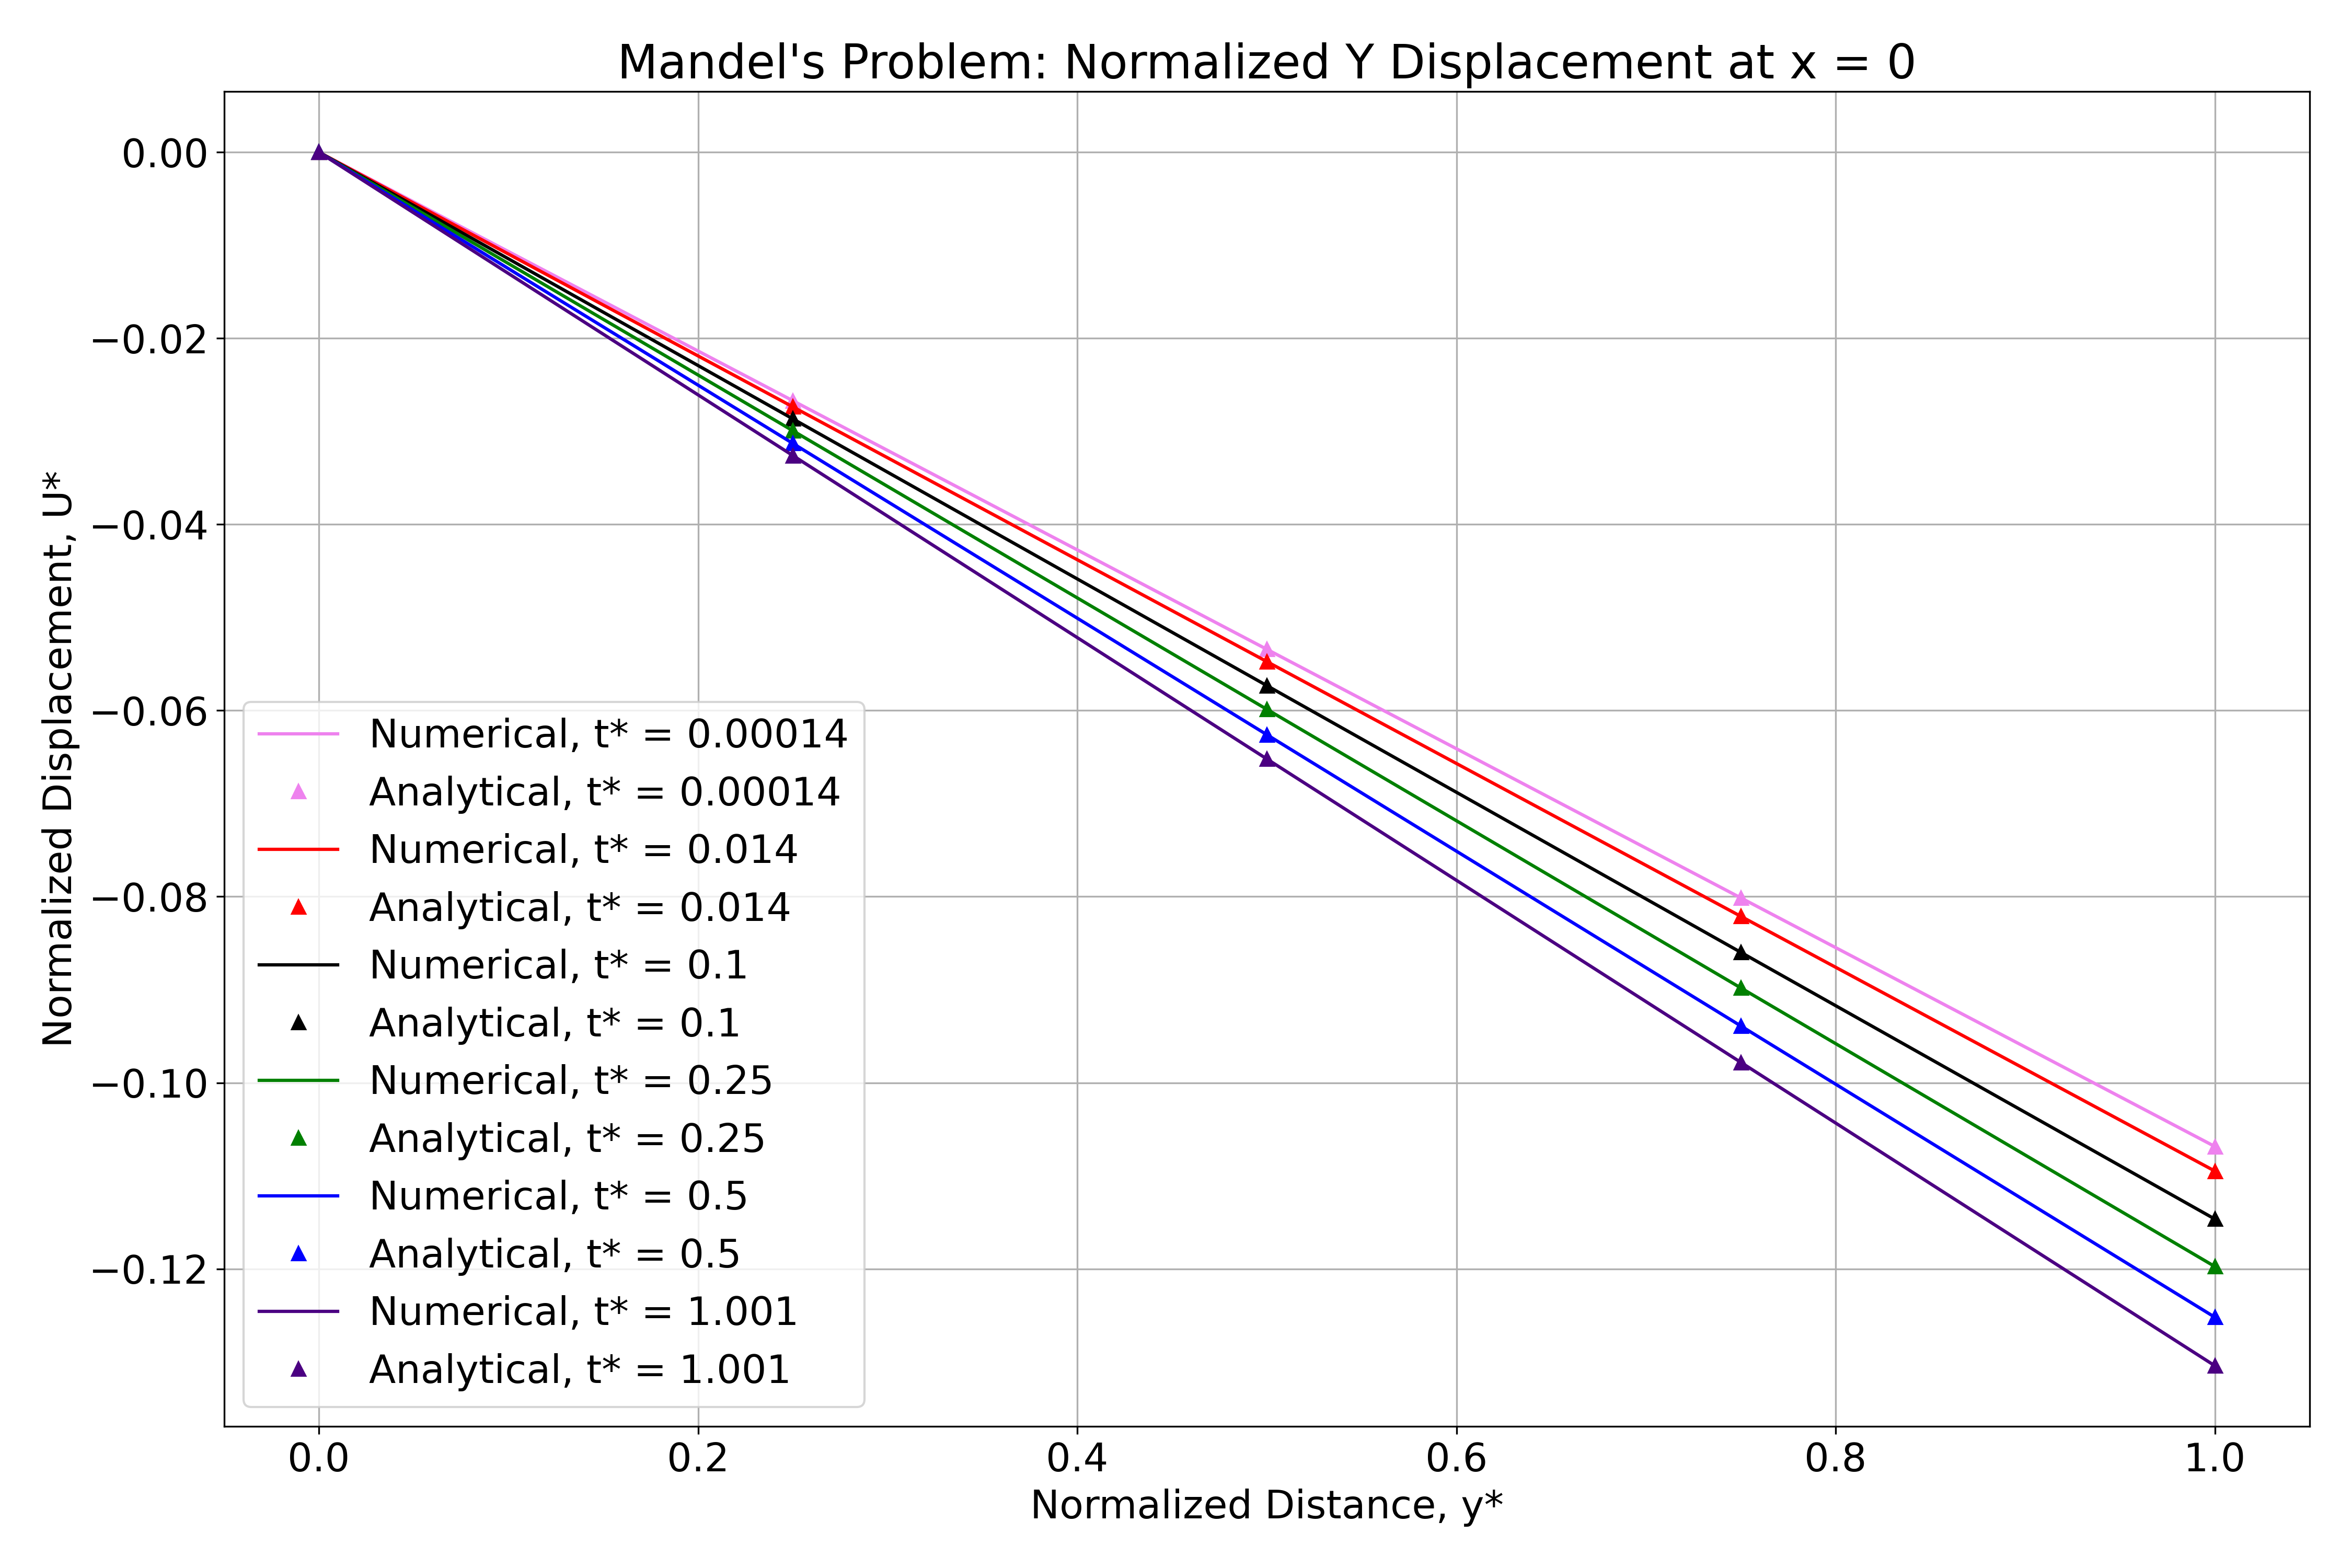 Mandel's Problem: Normalized Y Displacement at x = 0
Normalized Displacement, U*
0.00
−0.02
−0.04
−0.06
−0.08
−0.10
−0.12
Numerical, t* = 0.00014
Analytical, t* = 0.00014
Numerical, t* = 0.014
Analytical, t* = 0.014
Numerical, t* = 0.1
Analytical, t* = 0.1
Numerical, t* = 0.25
Analytical, t* = 0.25
Numerical, t* = 0.5
Analytical, t* = 0.5
Numerical, t* = 1.001
Analytical, t* = 1.001
0.0 0.2 0.4 0.6 0.8 1.0
Normalized Distance, y*